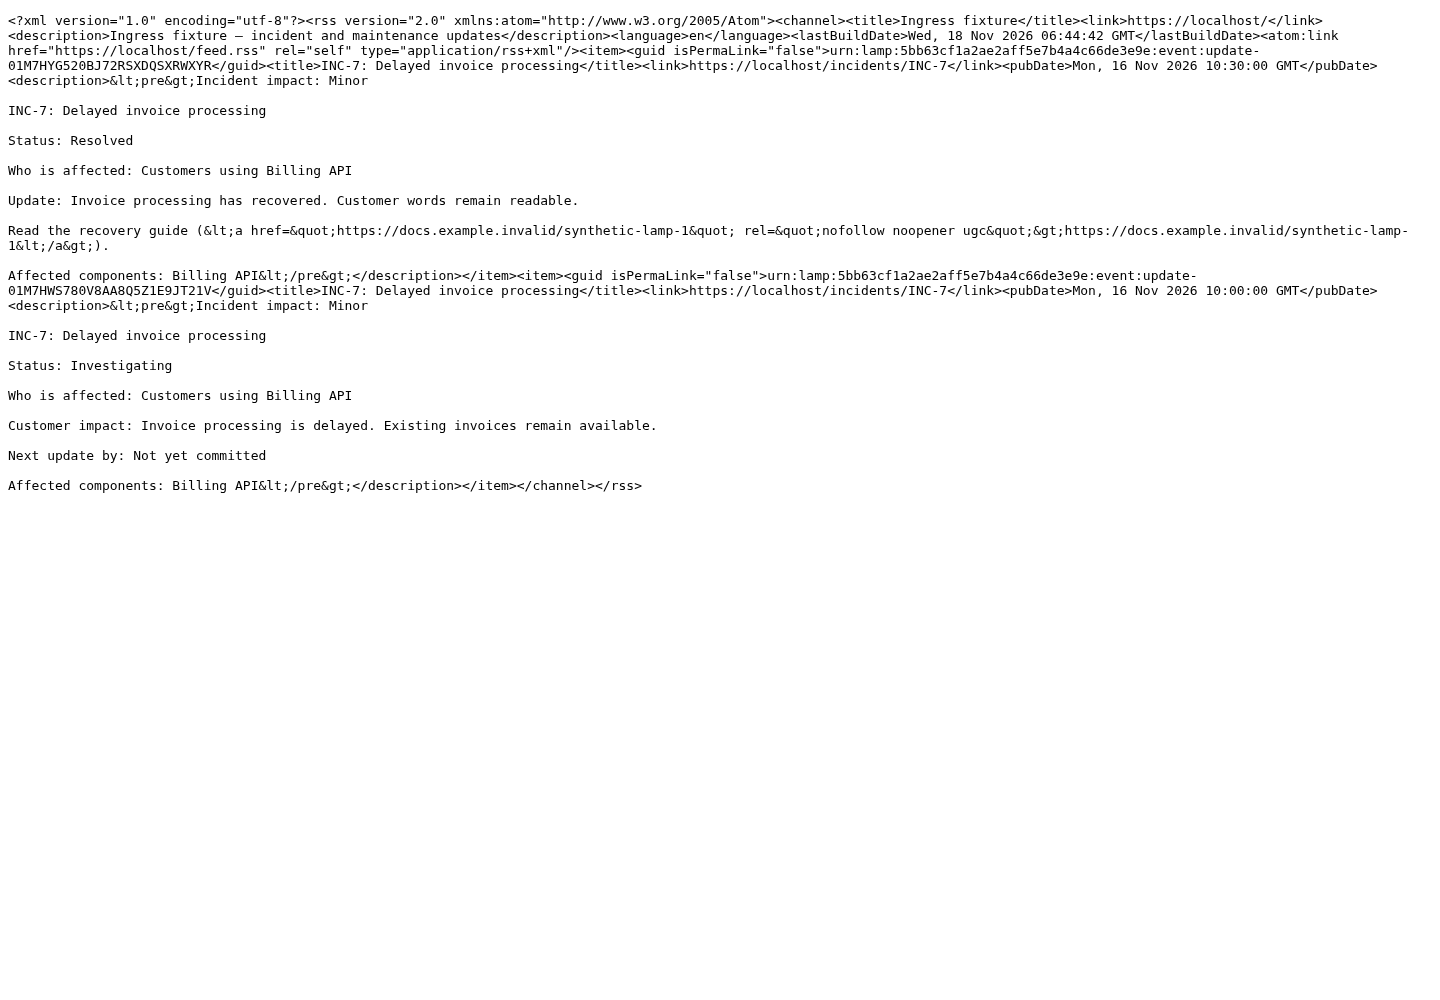 <?xml version="1.0" encoding="utf-8"?><rss version="2.0" xmlns:atom="http://www.w3.org/2005/Atom"><channel><title>Ingress fixture</title><link>https://localhost/</link>
<description>Ingress fixture — incident and maintenance updates</description><language>en</language><lastBuildDate>Wed, 18 Nov 2026 06:44:42 GMT</lastBuildDate><atom:link
href="https://localhost/feed.rss" rel="self" type="application/rss+xml"/><item><guid isPermaLink="false">urn:lamp:5bb63cf1a2ae2aff5e7b4a4c66de3e9e:event:update-
01M7HYG520BJ72RSXDQSXRWXYR</guid><title>INC-7: Delayed invoice processing</title><link>https://localhost/incidents/INC-7</link><pubDate>Mon, 16 Nov 2026 10:30:00 GMT</pubDate>
<description>&lt;pre&gt;Incident impact: Minor
INC-7: Delayed invoice processing
Status: Resolved
Who is affected: Customers using Billing API
Update: Invoice processing has recovered. Customer words remain readable.
Read the recovery guide (&lt;a href=&quot;https://docs.example.invalid/synthetic-lamp-1&quot; rel=&quot;nofollow noopener ugc&quot;&gt;https://docs.example.invalid/synthetic-lamp-
1&lt;/a&gt;).
Affected components: Billing API&lt;/pre&gt;</description></item><item><guid isPermaLink="false">urn:lamp:5bb63cf1a2ae2aff5e7b4a4c66de3e9e:event:update-
01M7HWS780V8AA8Q5Z1E9JT21V</guid><title>INC-7: Delayed invoice processing</title><link>https://localhost/incidents/INC-7</link><pubDate>Mon, 16 Nov 2026 10:00:00 GMT</pubDate>
<description>&lt;pre&gt;Incident impact: Minor
INC-7: Delayed invoice processing
Status: Investigating
Who is affected: Customers using Billing API
Customer impact: Invoice processing is delayed. Existing invoices remain available.
Next update by: Not yet committed
Affected components: Billing API&lt;/pre&gt;</description></item></channel></rss>